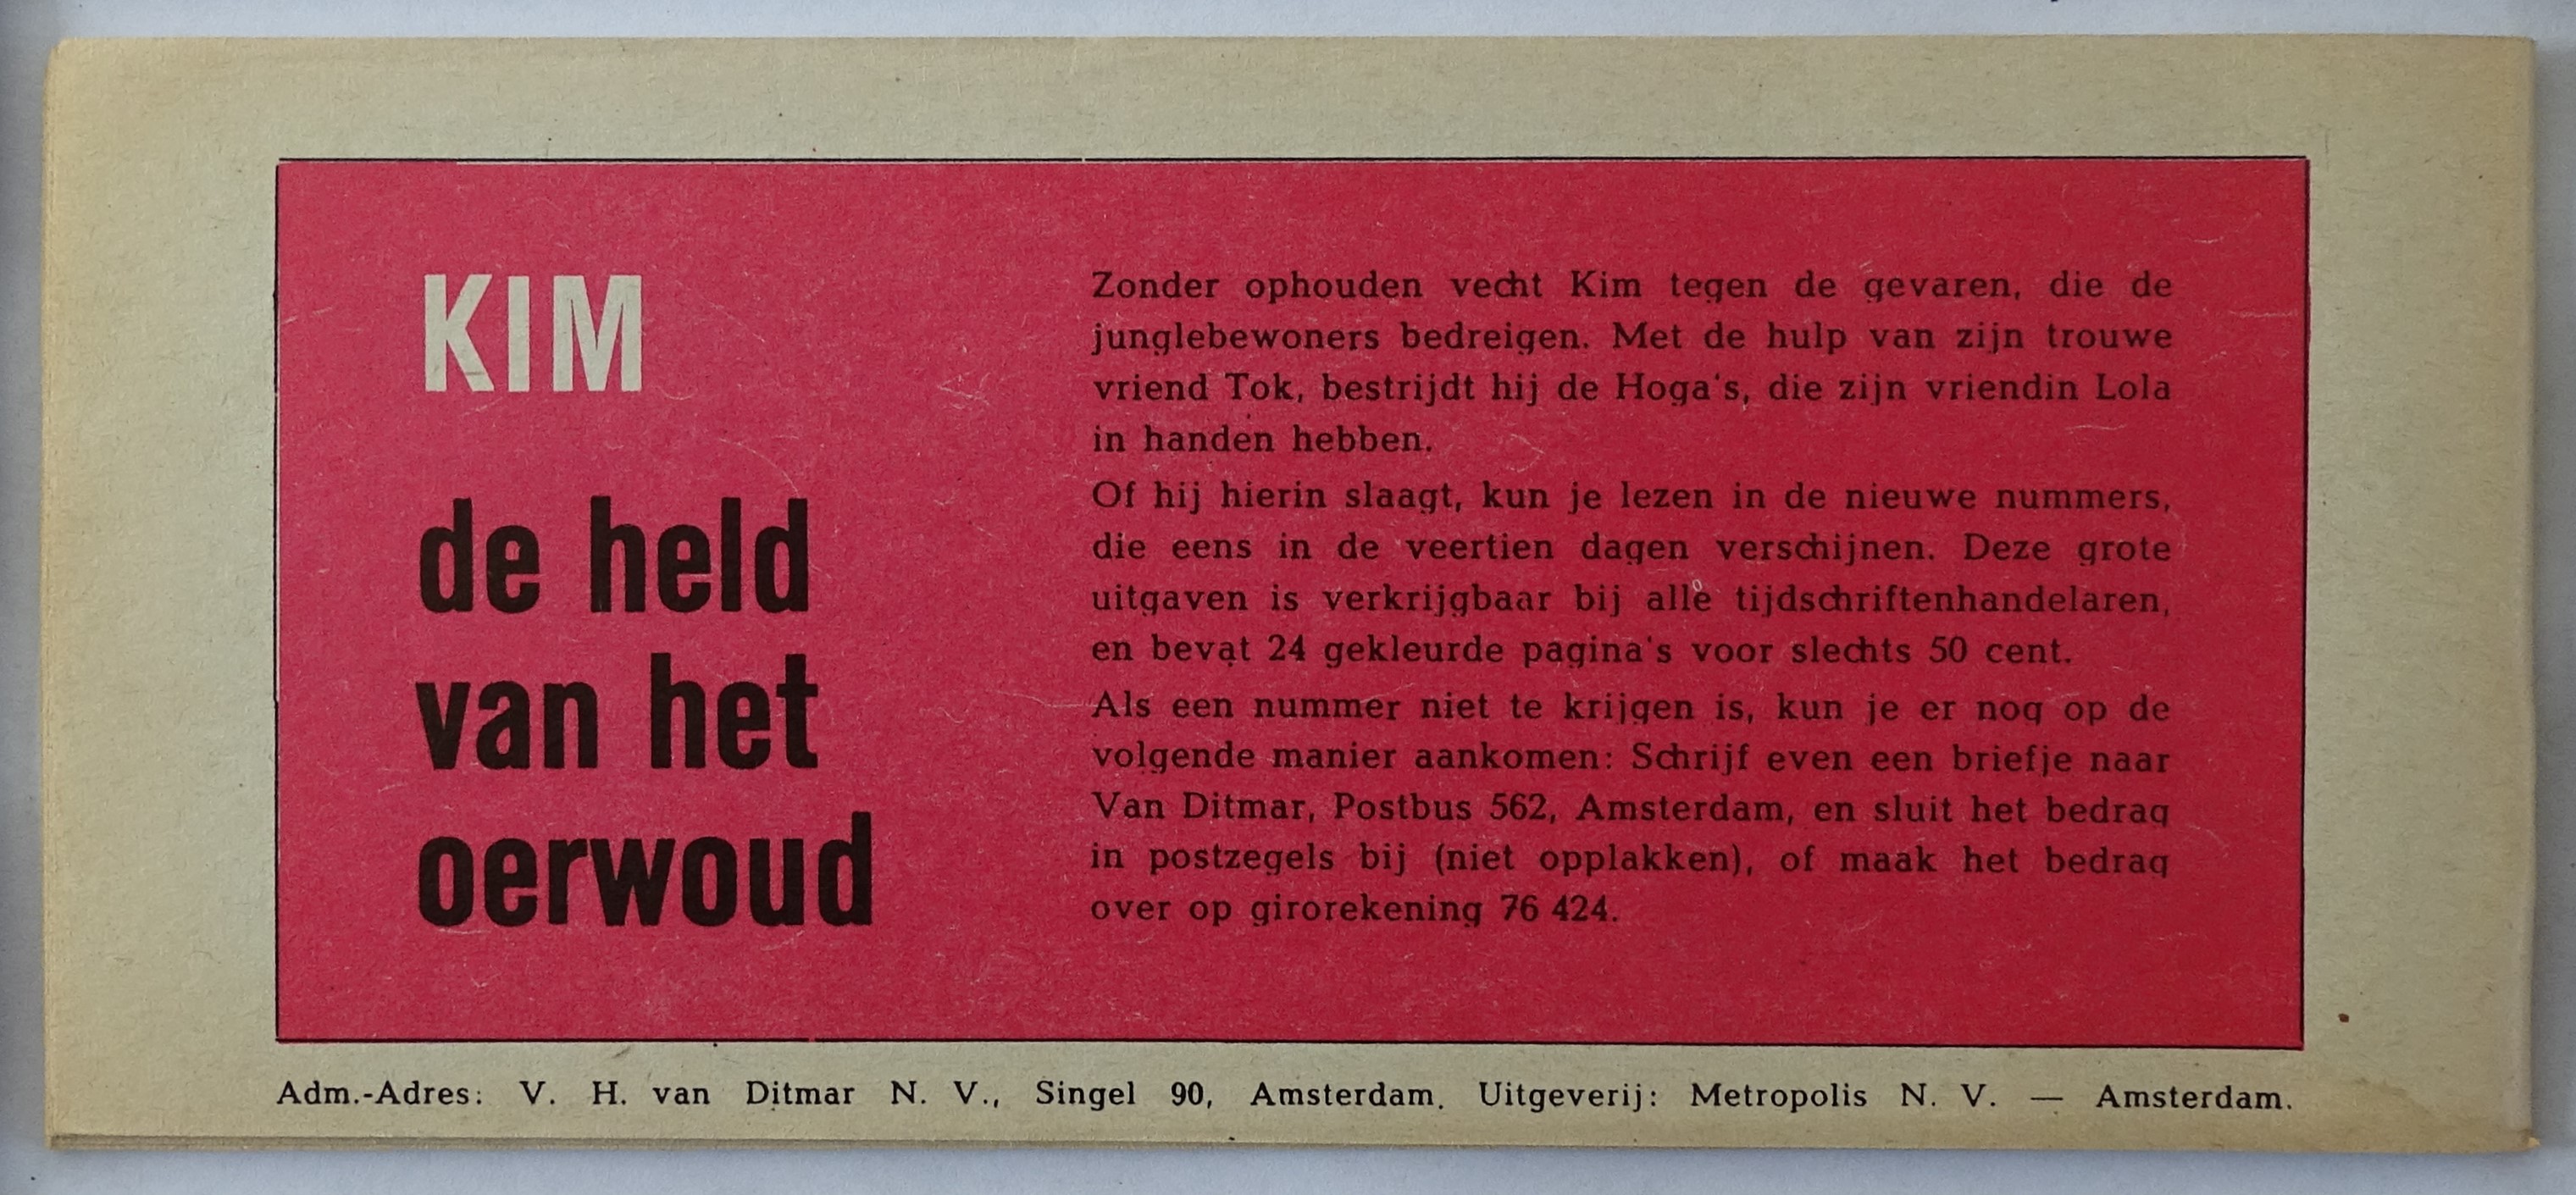 KIM
de held
van het
oerwoud
Zonder ophouden vecht Kim tegen de gevaren, die de
junglebewoners bedreigen. Met de hulp van zijn trouwe
vriend Tok, bestrijdt hij de Hoga's, die zijn vriendin Lola
in handen hebben.
Of hij hierin slaagt, kun je lezen in de nieuwe nummers,
die eens in de veertien dagen verschijnen. Deze grote
uitgaven is verkrijgbaar bij alle tijdschriftenhandelaren,
en bevat 24 gekleurde pagina's voor slechts 50 cent.
Als een nummer niet te krijgen is, kun je er nog op de
volgende manier aankomen: Schrijf even een briefje naar
Van Ditmar, Postbus 562, Amsterdam, en sluit het bedrag
in postzegels bij (niet opplakken), of maak het bedrag
over op girorekening 76 424.
Adm.-Adres: V. H. van Ditmar N. V., Singel 90, Amsterdam. Uitgeverij: Metropolis N. V. — Amsterdam.